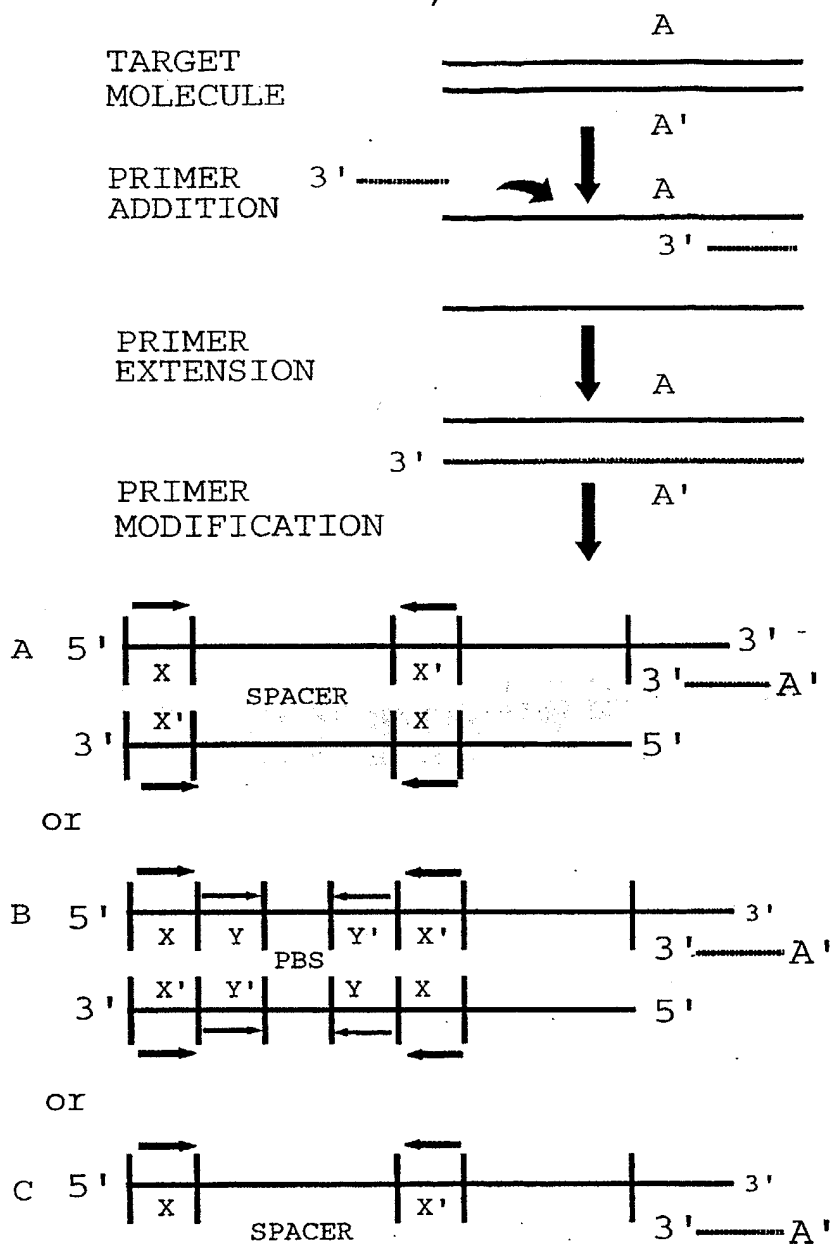 A
TARGET
MOLECULE
A'
PRIMER 3'
ADDITION A
3'
PRIMER
EXTENSION
A
3'
PRIMER A'
MODIFICATION
A 5' 3'
X X' 3' A'
SPACER
X' X
3' 5'
or
B 5' 3'
X Y Y' X' 3' A'
PBS
X' Y' Y X
3' 5'
or
C 5' 3'
X X' 3' A'
SPACER